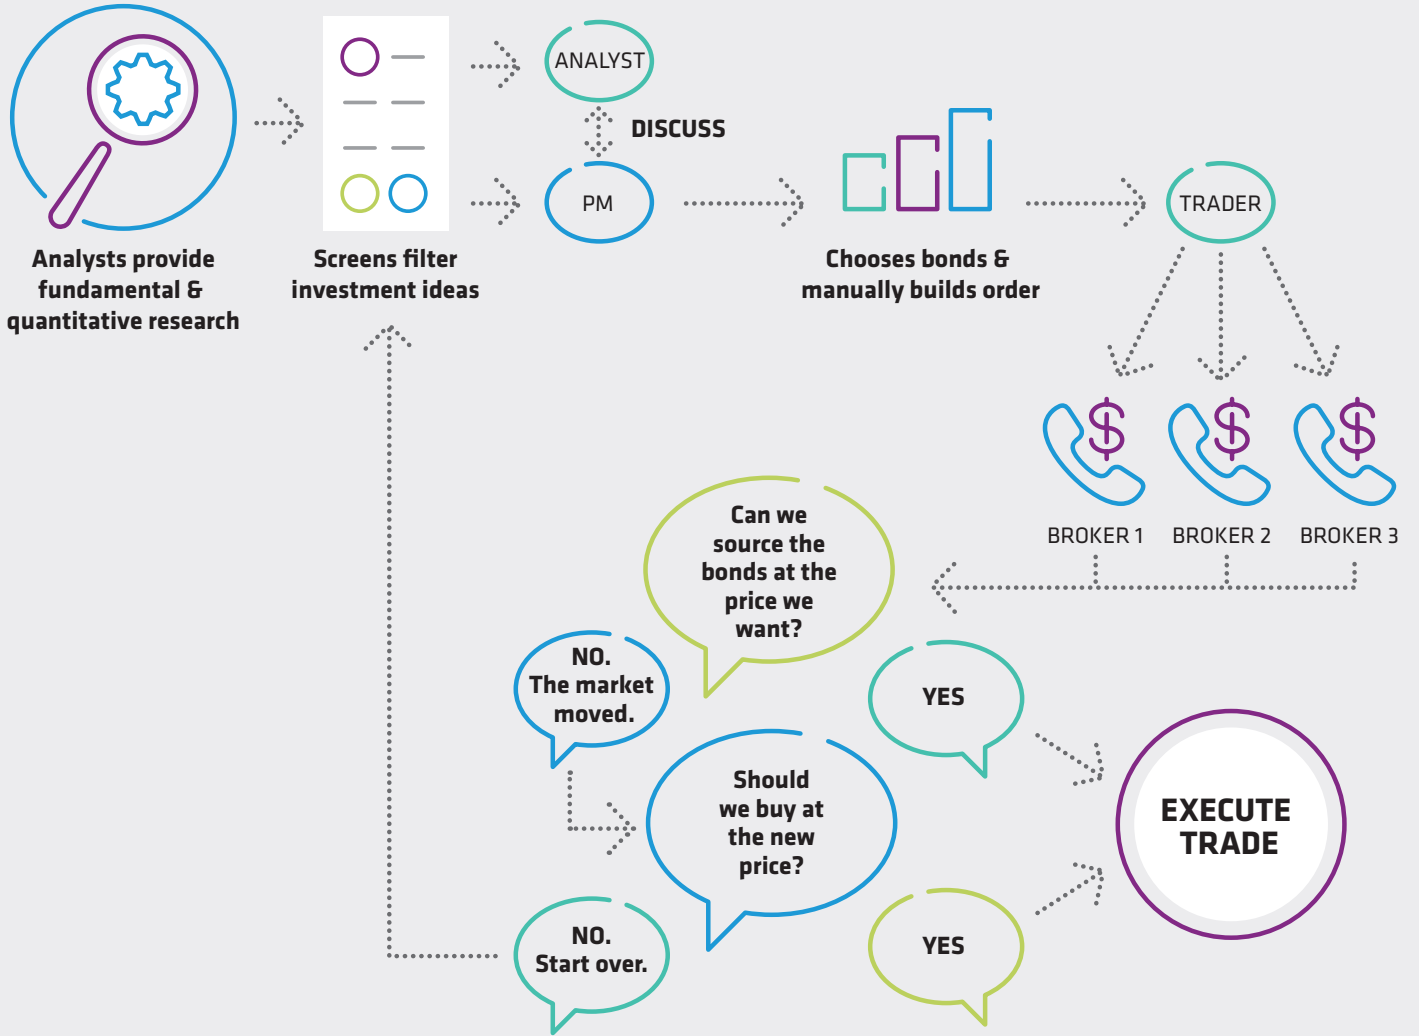 Analysts provide
fundamental &
quantitative research
Screens filter
investment ideas
ANALYST
DISCUSS
PM
Chooses bonds &
manually builds order
TRADER
BROKER 1
BROKER 2
BROKER 3
Can we
source the
bonds at the
price we
want?
NO.
The market
moved.
YES
Should
we buy at
the new
price?
NO.
Start over.
YES
EXECUTE
TRADE